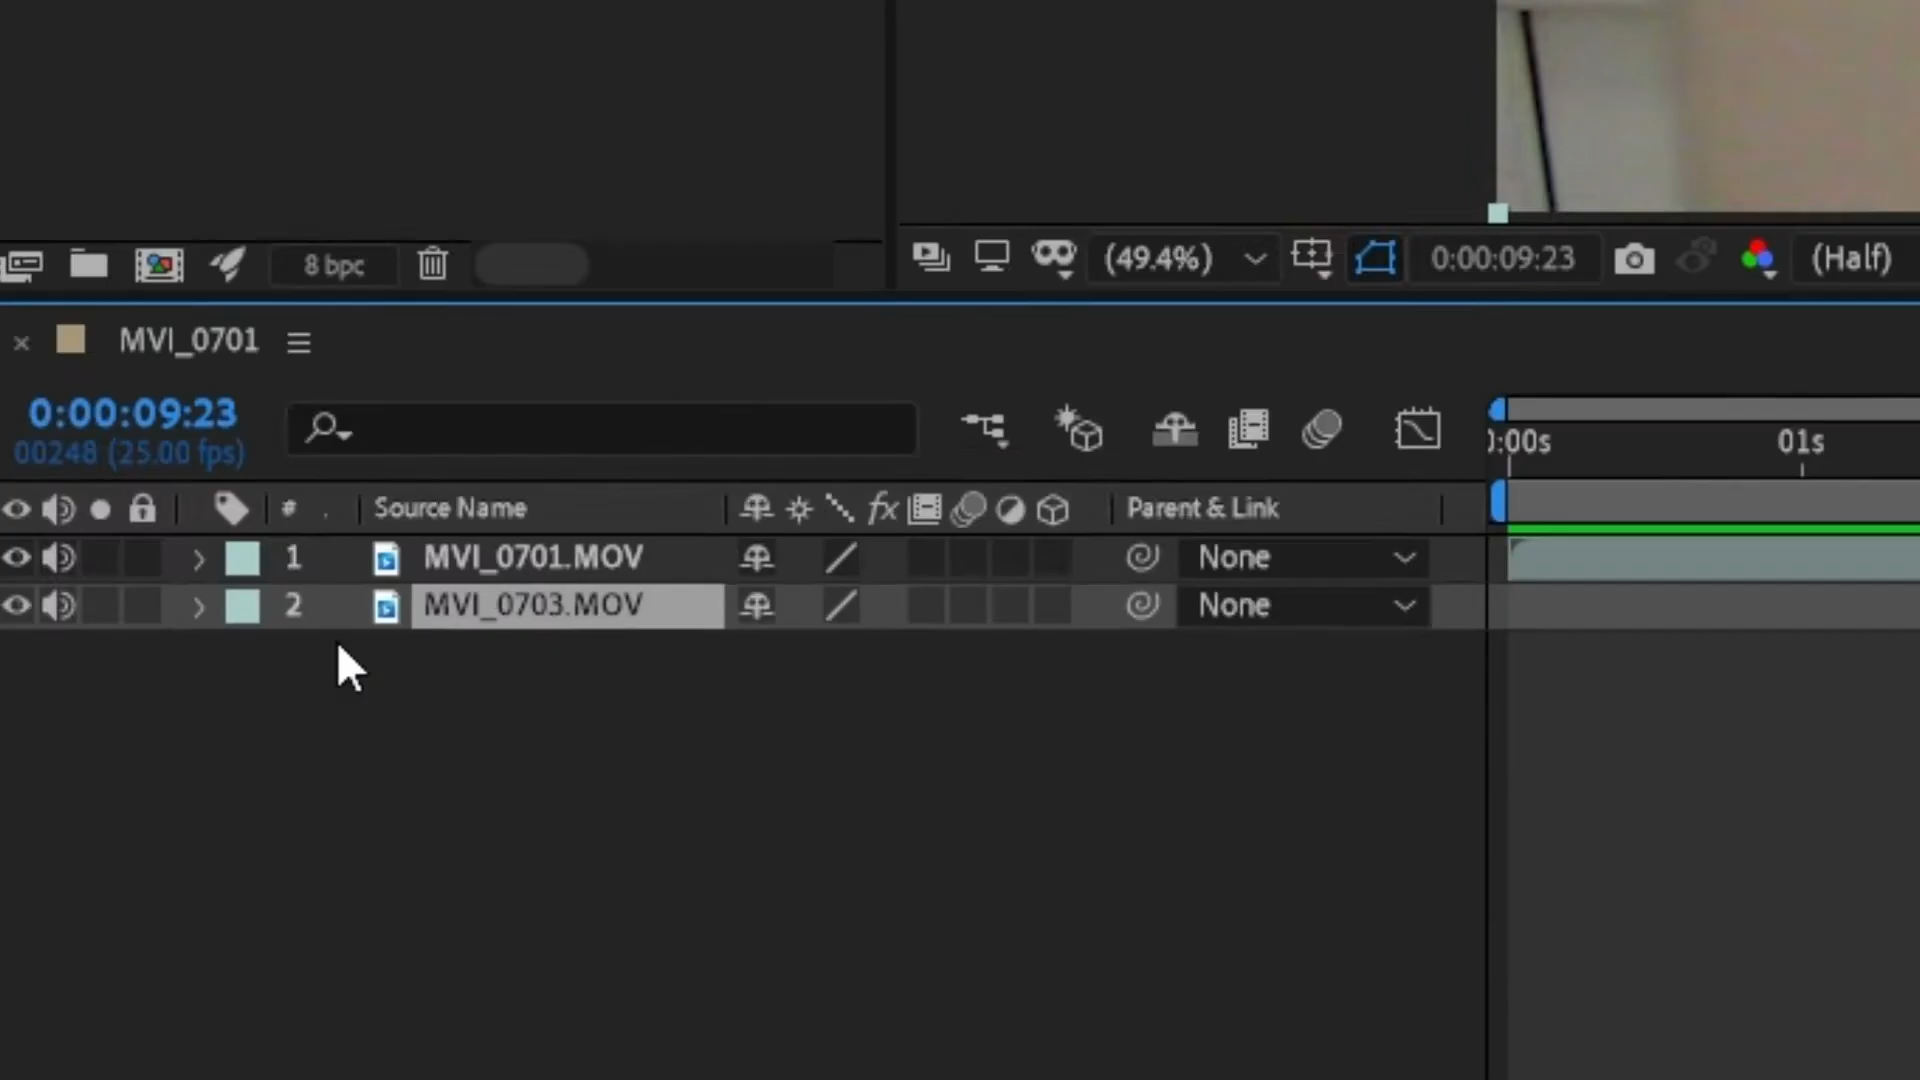 8 bpc
(49.4%)
0:00:09:23
(Half)
MVI_0701
0:00:09:23
00248 (25.00 fps)
):00s
01s
#
.
Source Name
fx
Parent & Link
1
MVI_0701.MOV
None
2
MVI_0703.MOV
None